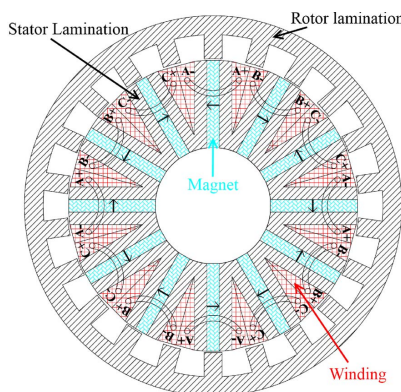 Stator Lamination
Rotor lamination
C+ A-
A+ B-
B+ C-
B+ C-
A+ B-
C+ A-
Magnet
C+ A-
A+ B-
B+ C-
B+ C-
A+ B-
C+ A-
Winding